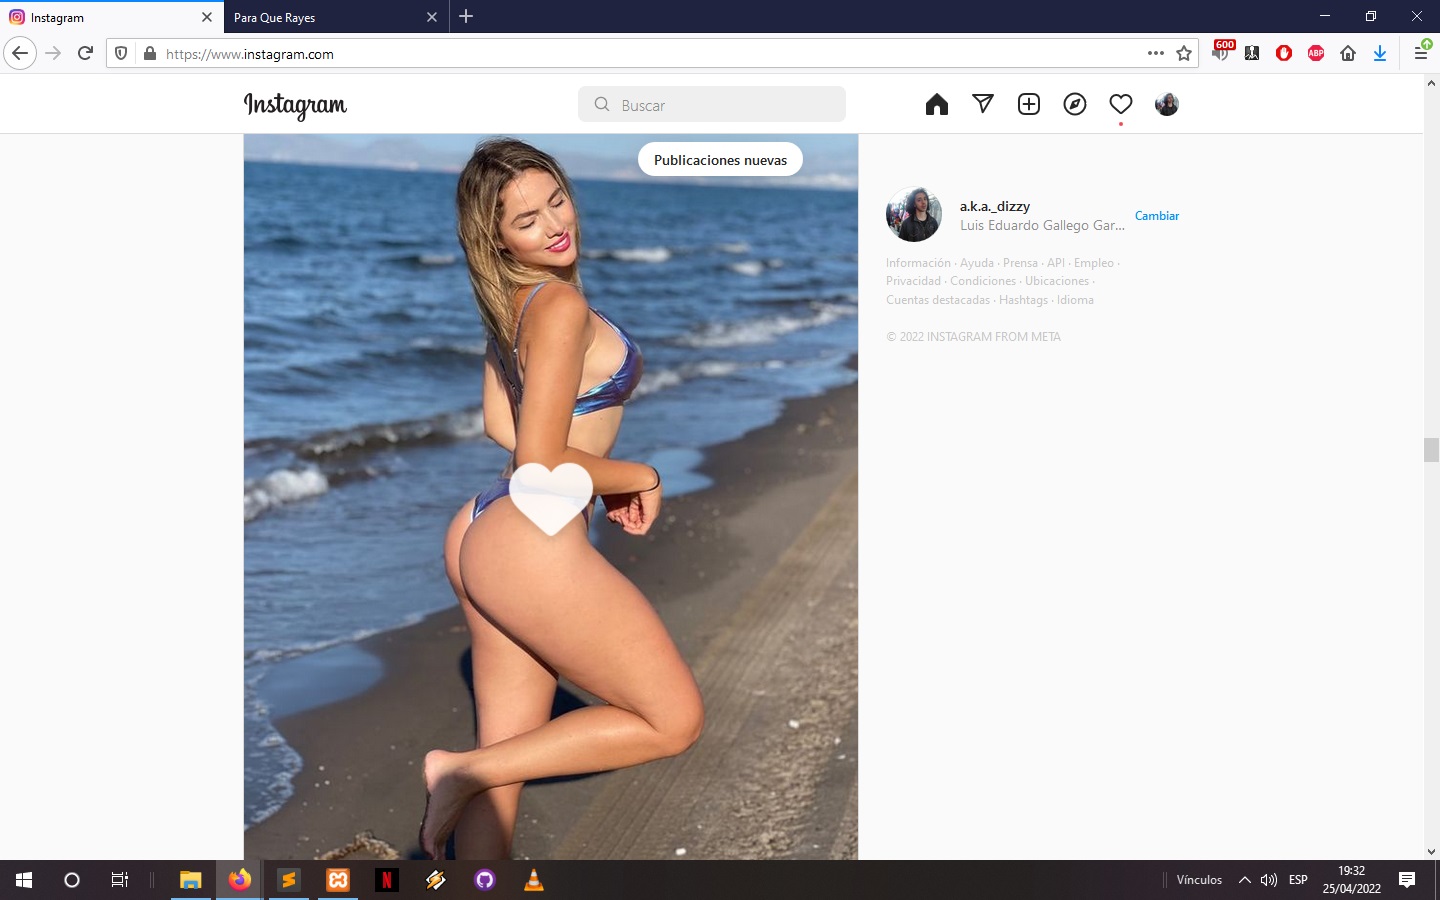 Instagram
Para Que Rayes
https://www.instagram.com
600
ABP
Instagram
Buscar
Publicaciones nuevas
a.k.a._dizzy
Luis Eduardo Gallego Gar...
Cambiar
Información · Ayuda · Prensa · API · Empleo ·
Privacidad · Condiciones · Ubicaciones ·
Cuentas destacadas · Hashtags · Idioma
© 2022 INSTAGRAM FROM META
N
Vínculos
ESP
19:32
25/04/2022